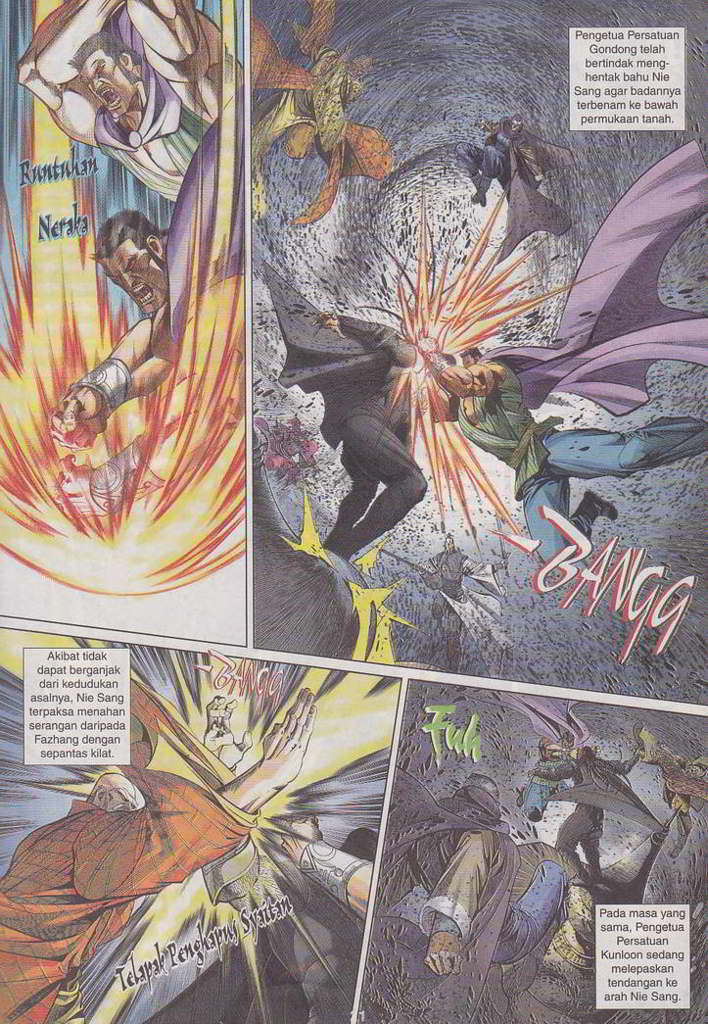 Runtuhan
Neraka
Pengetua Persatuan
Gondong telah
bertindak meng-
hentak bahu Nie
Sang agar badannya
terbenam ke bawah
permukaan tanah.
BANGG
Akibat tidak
dapat berganjak
dari kedudukan
asalnya, Nie Sang
terpaksa menahan
serangan daripada
Fazhang dengan
sepantas kilat.
BANGG
Telapak Penghapus Syaitan
Fuh
Pada masa yang
sama, Pengetua
Persatuan
Kunloon sedang
melepaskan
tendangan ke
arah Nie Sang.